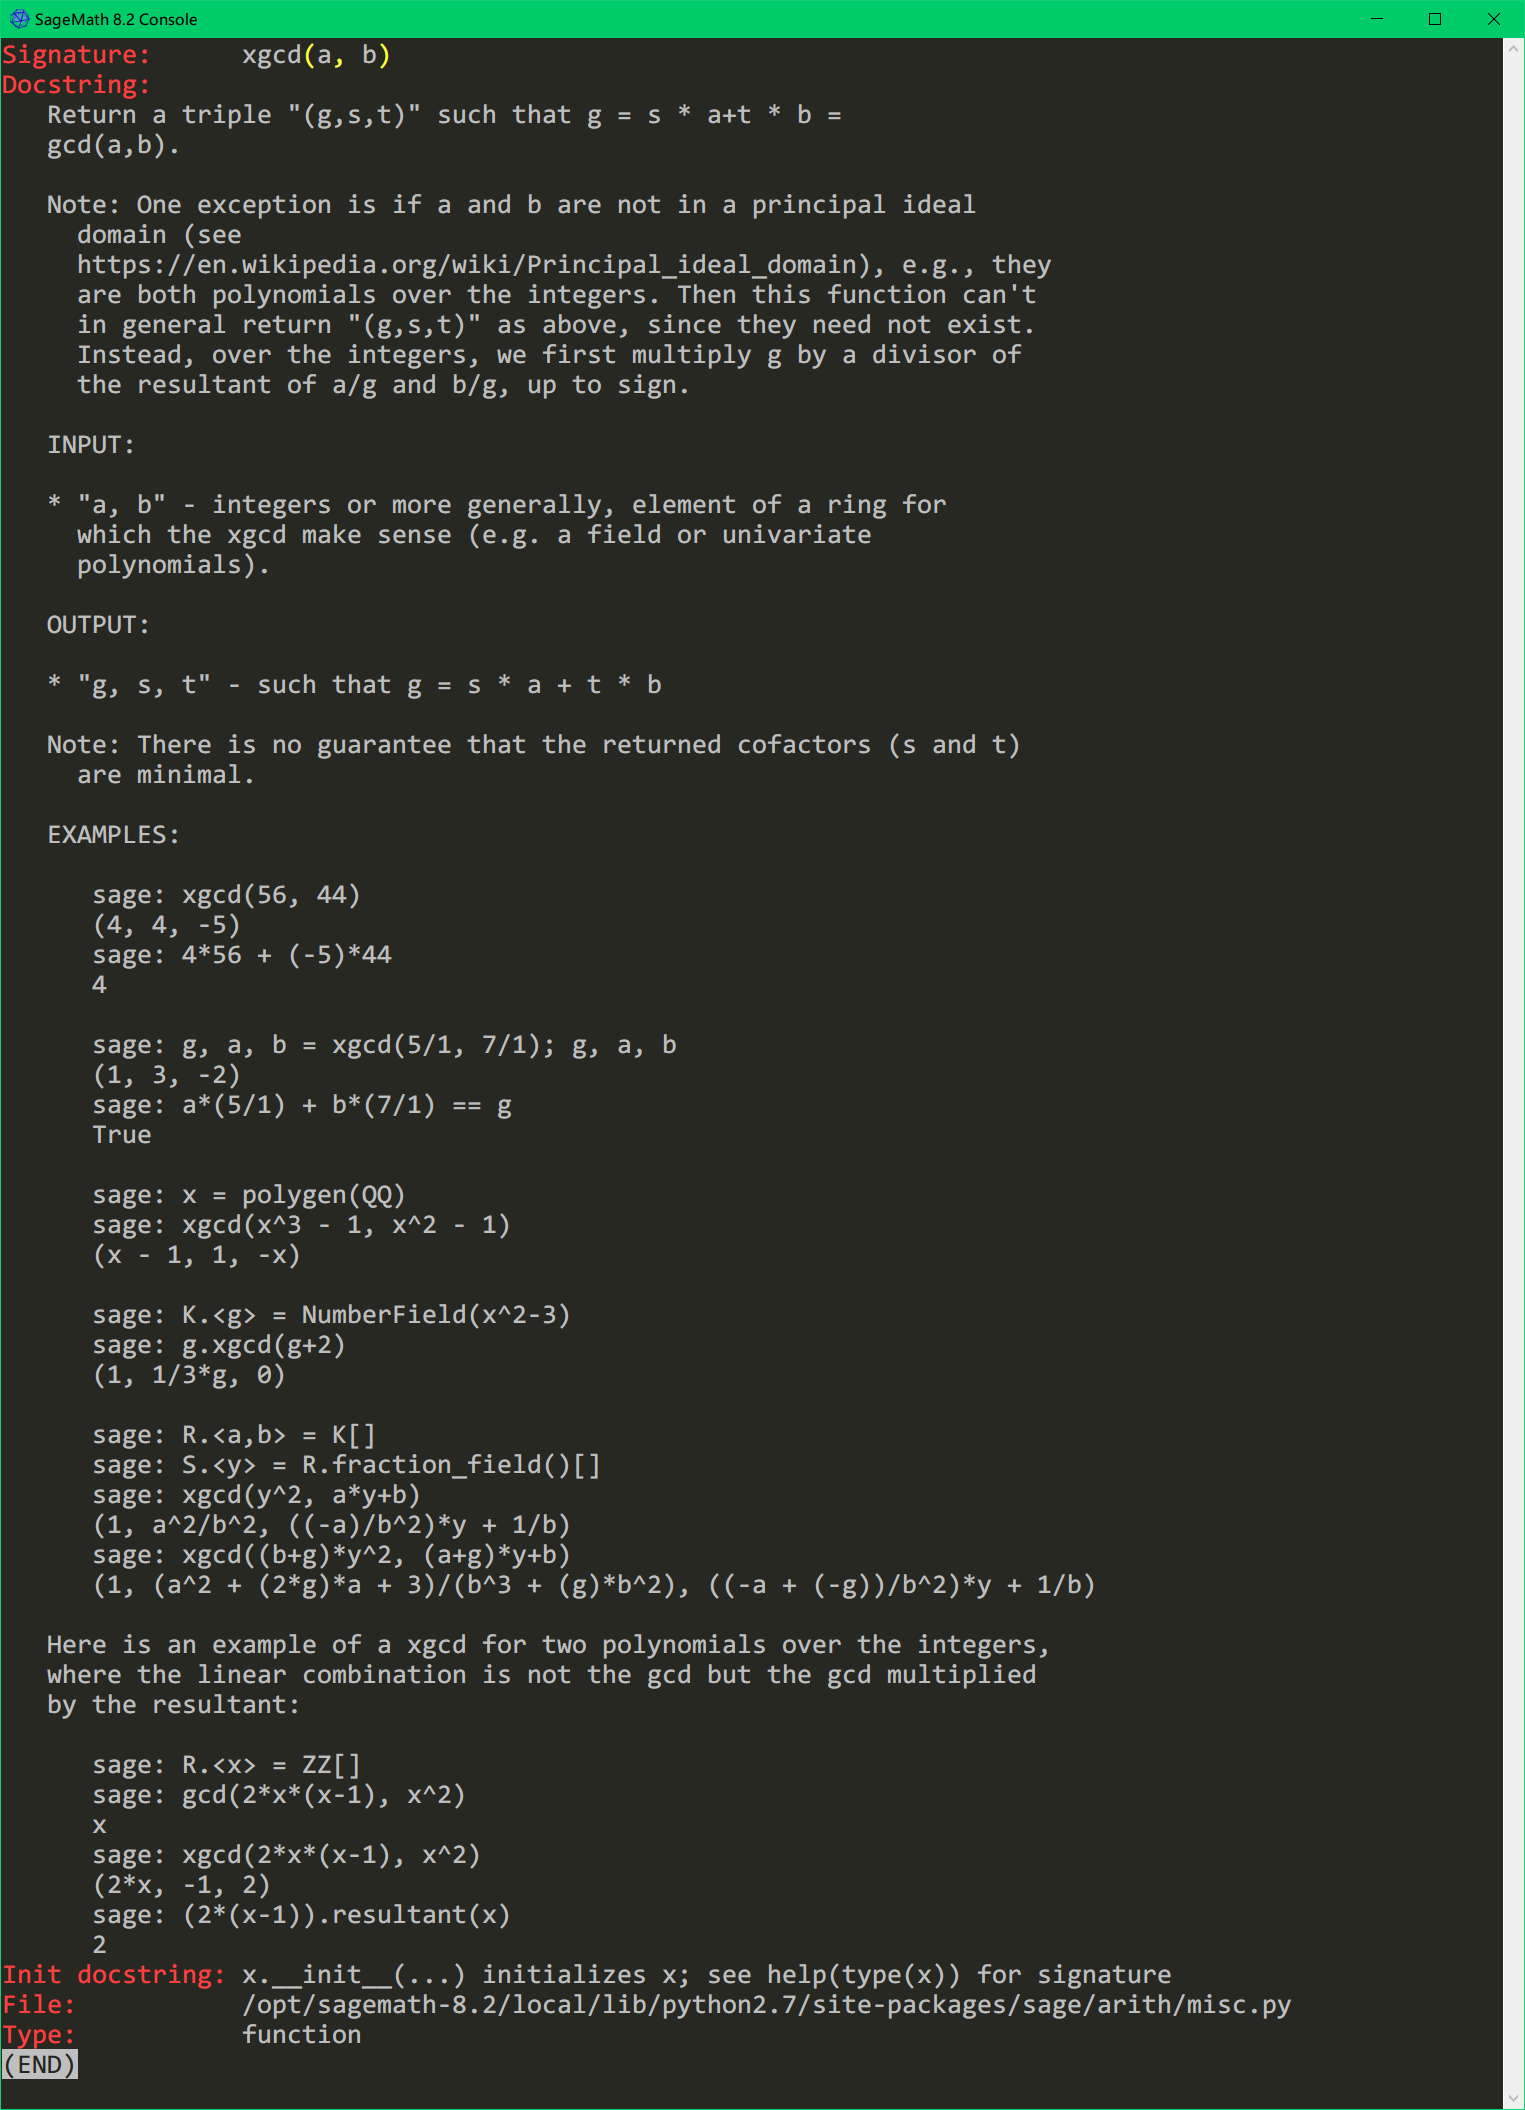 SageMath 8.2 Console
Signature:      xgcd(a, b)
Docstring:
   Return a triple "(g,s,t)" such that g = s * a+t * b =
   gcd(a,b).

   Note: One exception is if a and b are not in a principal ideal
     domain (see
     https://en.wikipedia.org/wiki/Principal_ideal_domain), e.g., they
     are both polynomials over the integers. Then this function can't
     in general return "(g,s,t)" as above, since they need not exist.
     Instead, over the integers, we first multiply g by a divisor of
     the resultant of a/g and b/g, up to sign.

   INPUT:

   * "a, b" - integers or more generally, element of a ring for
     which the xgcd make sense (e.g. a field or univariate
     polynomials).

   OUTPUT:

   * "g, s, t" - such that g = s * a + t * b

   Note: There is no guarantee that the returned cofactors (s and t)
     are minimal.

   EXAMPLES:

      sage: xgcd(56, 44)
      (4, 4, -5)
      sage: 4*56 + (-5)*44
      4

      sage: g, a, b = xgcd(5/1, 7/1); g, a, b
      (1, 3, -2)
      sage: a*(5/1) + b*(7/1) == g
      True

      sage: x = polygen(QQ)
      sage: xgcd(x^3 - 1, x^2 - 1)
      (x - 1, 1, -x)

      sage: K.<g> = NumberField(x^2-3)
      sage: g.xgcd(g+2)
      (1, 1/3*g, 0)

      sage: R.<a,b> = K[]
      sage: S.<y> = R.fraction_field()[]
      sage: xgcd(y^2, a*y+b)
      (1, a^2/b^2, ((-a)/b^2)*y + 1/b)
      sage: xgcd((b+g)*y^2, (a+g)*y+b)
      (1, (a^2 + (2*g)*a + 3)/(b^3 + (g)*b^2), ((-a + (-g))/b^2)*y + 1/b)

   Here is an example of a xgcd for two polynomials over the integers,
   where the linear combination is not the gcd but the gcd multiplied
   by the resultant:

      sage: R.<x> = ZZ[]
      sage: gcd(2*x*(x-1), x^2)
      x
      sage: xgcd(2*x*(x-1), x^2)
      (2*x, -1, 2)
      sage: (2*(x-1)).resultant(x)
      2
Init docstring: x.__init__(...) initializes x; see help(type(x)) for signature
File:           /opt/sagemath-8.2/local/lib/python2.7/site-packages/sage/arith/misc.py
Type:           function
(END)